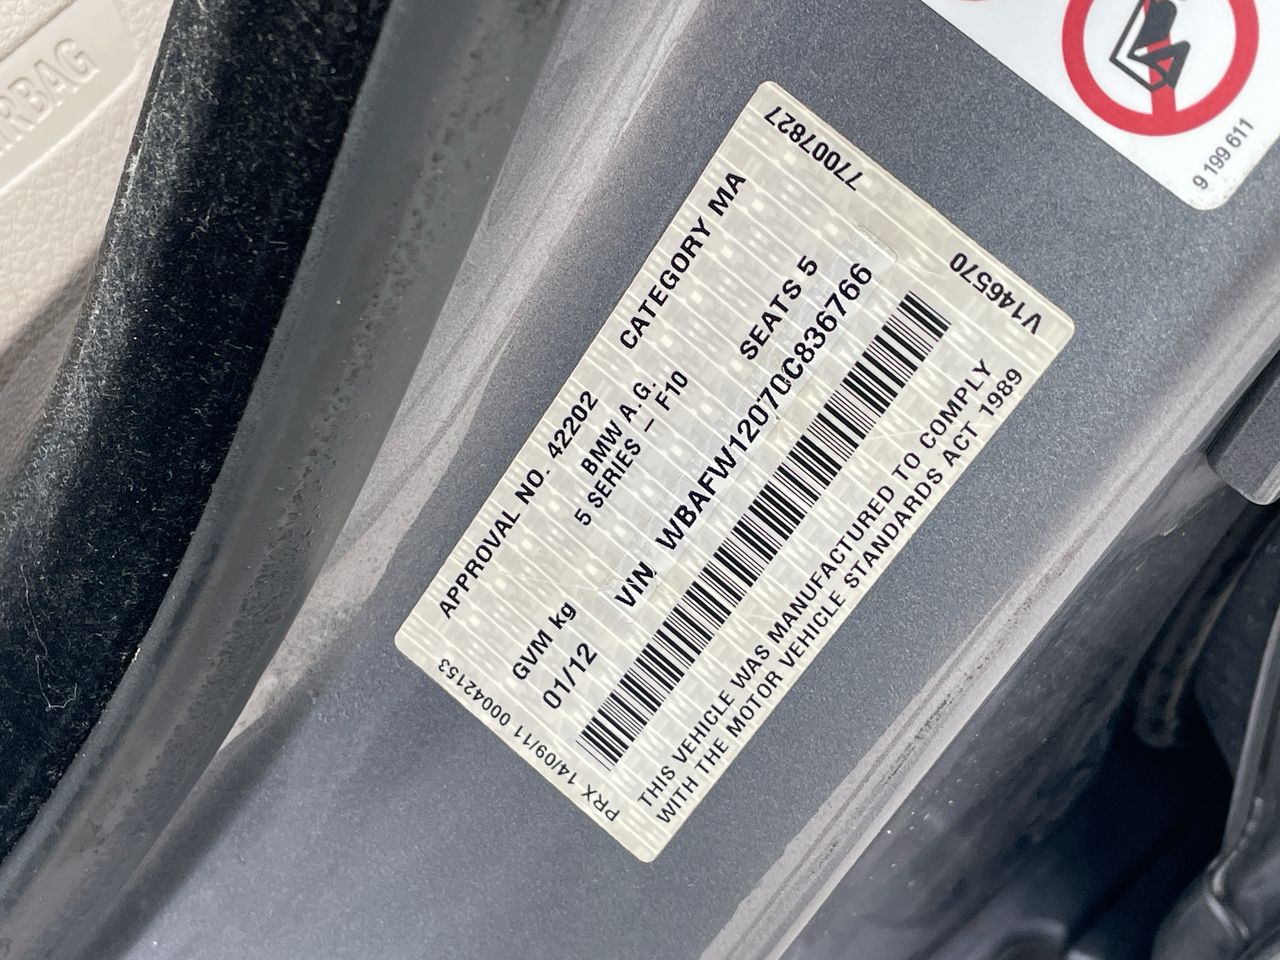 APPROVAL NO. 42202 CATEGORY MA
BMW A.G.
5 SERIES – F10 SEATS 5
GVM kg
01/12
VIN WBAFW12070C836766
THIS VEHICLE WAS MANUFACTURED TO COMPLY
WITH THE MOTOR VEHICLE STANDARDS ACT 1989
PRX 14/09/11 00042153
77007827
V146570
9 199 611
RBAG